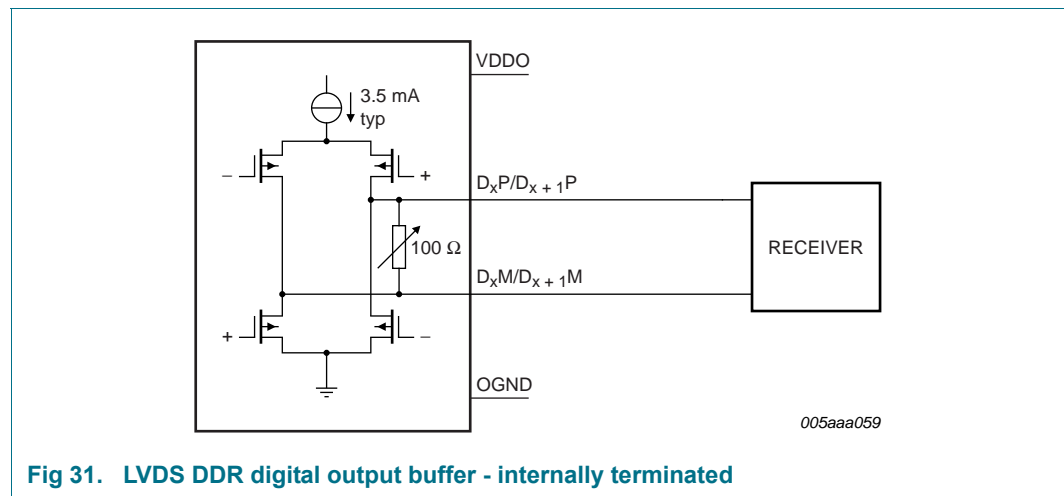 VDDO
3.5 mA
typ
− +
DxP/Dx + 1P
100 Ω
RECEIVER
DxM/Dx + 1M
+ −
OGND
005aaa059
Fig 31. LVDS DDR digital output buffer - internally terminated